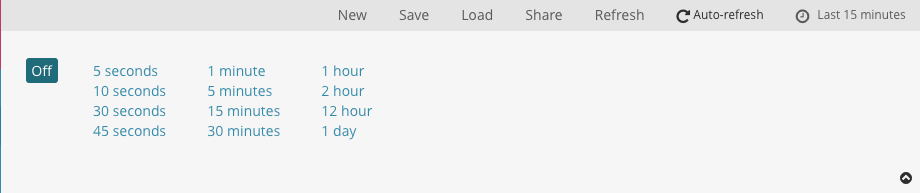 New Save Load Share Refresh Auto-refresh Last 15 minutes
Off 5 seconds 1 minute 1 hour
10 seconds 5 minutes 2 hour
30 seconds 15 minutes 12 hour
45 seconds 30 minutes 1 day